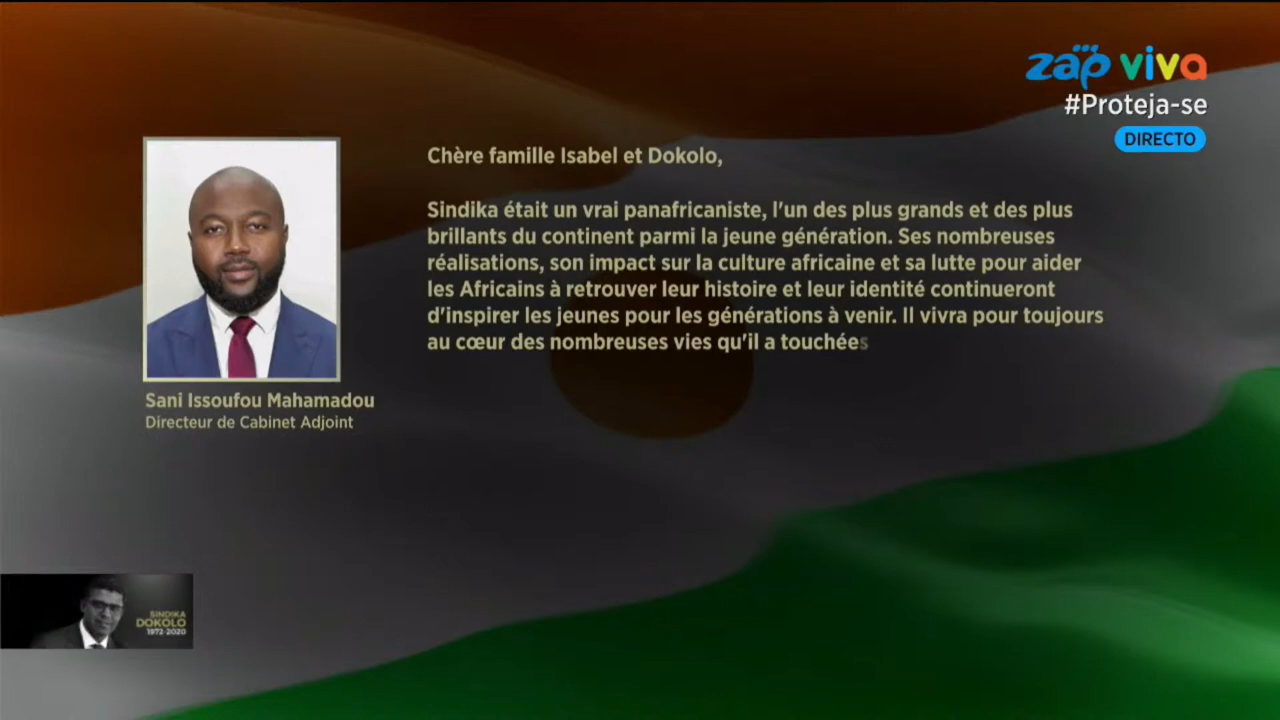 zap viva
#Proteja-se
DIRECTO
Chère famille Isabel et Dokolo,
Sindika était un vrai panafricaniste, l'un des plus grands et des plus
brillants du continent parmi la jeune génération. Ses nombreuses
réalisations, son impact sur la culture africaine et sa lutte pour aider
les Africains à retrouver leur histoire et leur identité continueront
d'inspirer les jeunes pour les générations à venir. Il vivra pour toujours
au cœur des nombreuses vies qu'il a touchées
Sani Issoufou Mahamadou
Directeur de Cabinet Adjoint
SINDIKA
DOKOLO
1972-2020